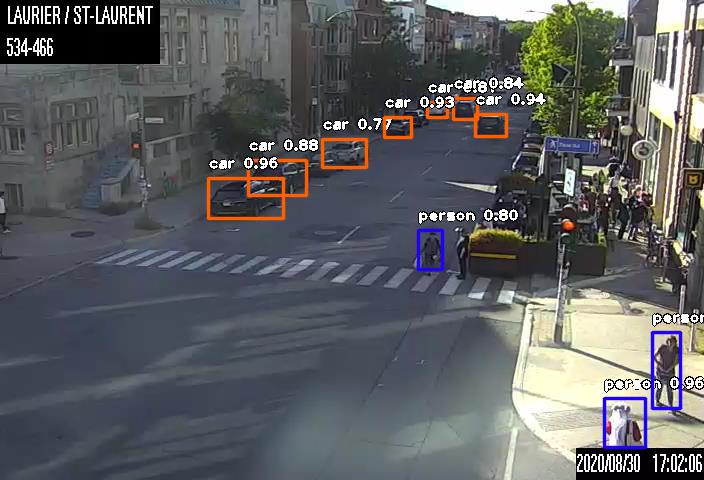 LAURIER / ST-LAURENT
534-466
car 0.84
car 0.94
car 0.93
car 0.77
car 0.88
car 0.96
person 0.80
person
person 0.96
2020/08/30 17:02:06